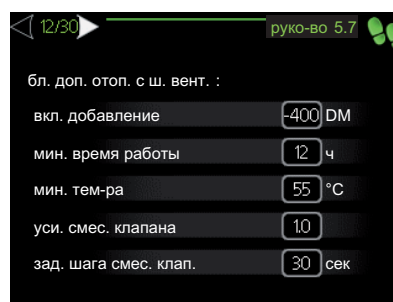 12/30 руко-во 5.7
бл. доп. отоп. с ш. вент. :
вкл. добавление -400 DM
мин. время работы 12 ч
мин. тем-ра 55 °C
уси. смес. клапана 1.0
зад. шага смес. клап. 30 сек